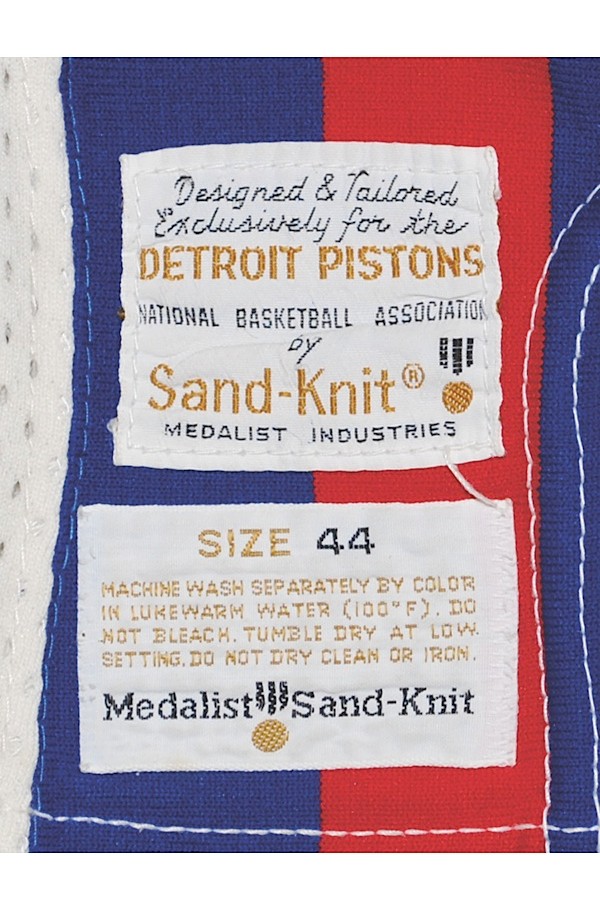 Designed & Tailored
Exclusively for the
DETROIT PISTONS
NATIONAL BASKETBALL ASSOCIATION
by
Sand-Knit®
MEDALIST INDUSTRIES
SIZE 44
MACHINE WASH SEPARATELY BY COLOR
IN LUKEWARM WATER (100°F). DO
NOT BLEACH. TUMBLE DRY AT LOW
SETTING. DO NOT DRY CLEAN OR IRON.
Medalist Sand-Knit